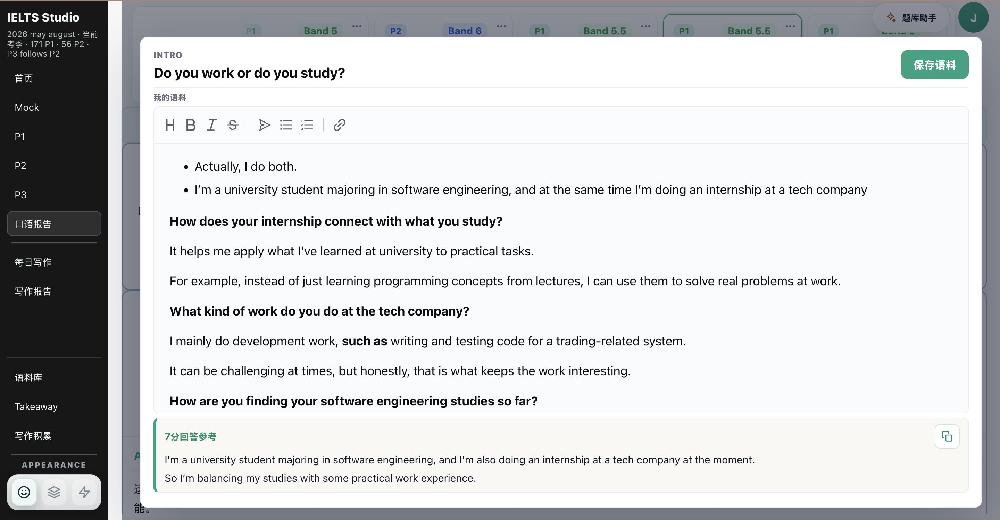 IELTS Studio
2026 may august · 当前
考季 · 171 P1 · 56 P2 ·
P3 follows P2
首页
Mock
P1
P2
P3
口语报告
每日写作
写作报告
语料库
Takeaway
写作积累
APPEARANCE
P1 Band 5 ··· P2 Band 6 ··· P1 Band 5.5 ··· P1 Band 5.5 ··· P1
题库助手
J
INTRO
Do you work or do you study?
保存语料
我的语料
H B I S
• Actually, I do both.
• I’m a university student majoring in software engineering, and at the same time I’m doing an internship at a tech company
How does your internship connect with what you study?
It helps me apply what I've learned at university to practical tasks.
For example, instead of just learning programming concepts from lectures, I can use them to solve real problems at work.
What kind of work do you do at the tech company?
I mainly do development work, such as writing and testing code for a trading-related system.
It can be challenging at times, but honestly, that is what keeps the work interesting.
How are you finding your software engineering studies so far?
7分回答参考
I'm a university student majoring in software engineering, and I'm also doing an internship at a tech company at the moment.
So I’m balancing my studies with some practical work experience.
能。